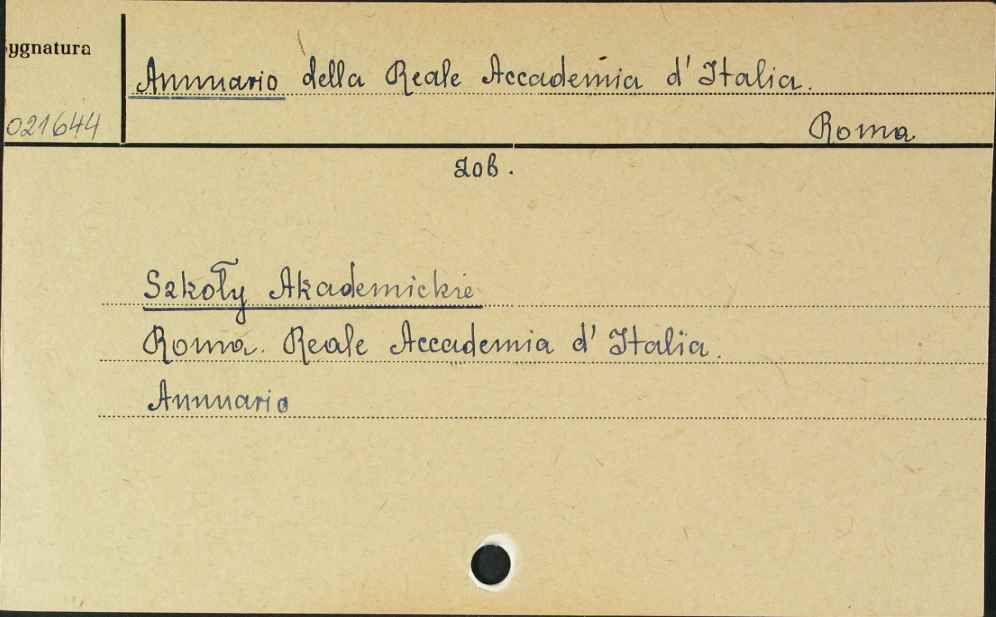 ygnatura
Annuario della Reale Accademia d'Italia.
021644
Roma
zob.
Szkoły Akademickie
Roma. Reale Accademia d'Italia.
Annuario